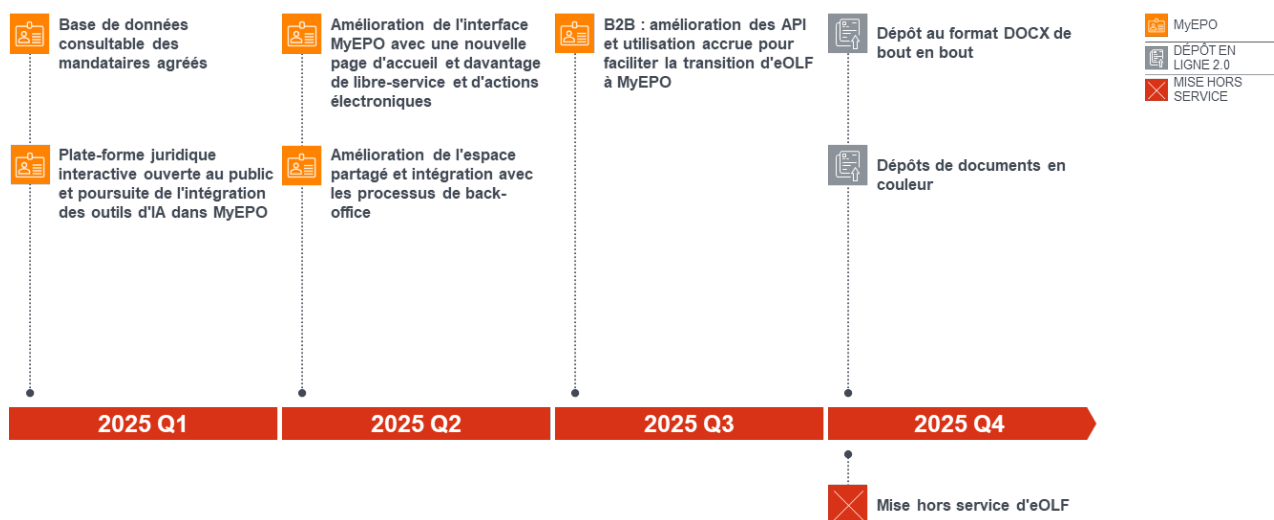 Base de données
consultable des
mandataires agréés
Plate-forme juridique
interactive ouverte au public
et poursuite de l'intégration
des outils d'IA dans MyEPO
Amélioration de l'interface
MyEPO avec une nouvelle
page d'accueil et davantage
de libre-service et d'actions
électroniques
Amélioration de l'espace
partagé et intégration avec
les processus de back-
office
B2B : amélioration des API
et utilisation accrue pour
faciliter la transition d'eOLF
à MyEPO
Dépôt au format DOCX de
bout en bout
Dépôts de documents en
couleur
MyEPO
DÉPÔT EN
LIGNE 2.0
MISE HORS
SERVICE
2025 Q1
2025 Q2
2025 Q3
2025 Q4
Mise hors service d'eOLF